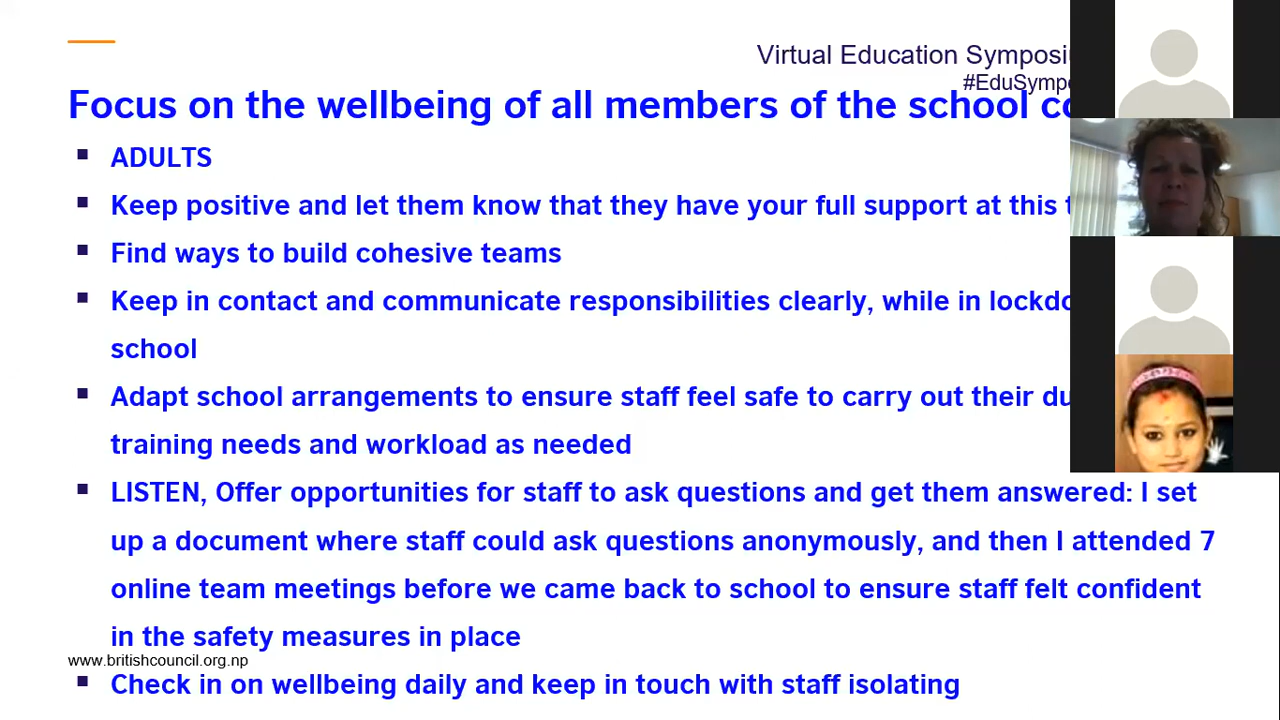 Virtual Education
#EduSymp
Focus on the wellbeing of all members of the school
ADULTS
Keep positive and let them know that they have your full support at this
Find ways to build cohesive teams
Keep in contact and communicate responsibilities clearly, while in
school
Adapt school arrangements to ensure staff feel safe to carry out their
training needs and workload as needed
LISTEN, Offer opportunities for staff to ask questions and get them answered: I set
up a document where staff could ask questions anonymously, and then I attended 7
online team meetings before we came back to school to ensure staff felt confident
in the safety measures in place
www.britishcouncil.org.np
Check in on wellbeing daily and keep in touch with staff isolating